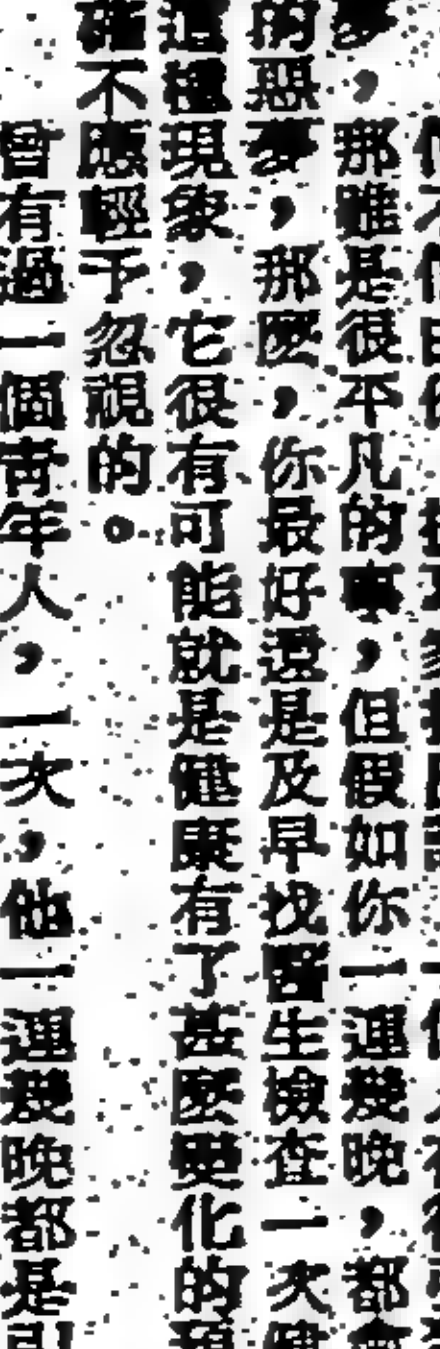 夢，那雖是很平凡的事，但假如你一連幾晚，都會
的惡夢，那麼，你最好還是及早找醫生檢查一次健
這種現象，它很有可能就是健康有了甚麼變化的預
不應輕予忽視的。
曾有過一個青年人，一次，他一連幾晚都是引